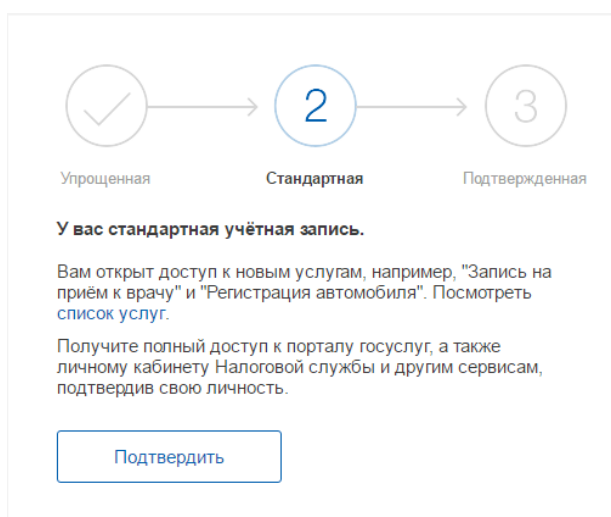 2
3
Упрощенная
Стандартная
Подтвержденная
У вас стандартная учётная запись.
Вам открыт доступ к новым услугам, например, "Запись на
приём к врачу" и "Регистрация автомобиля". Посмотреть
список услуг.
Получите полный доступ к порталу госуслуг, а также
личному кабинету Налоговой службы и другим сервисам,
подтвердив свою личность.
Подтвердить